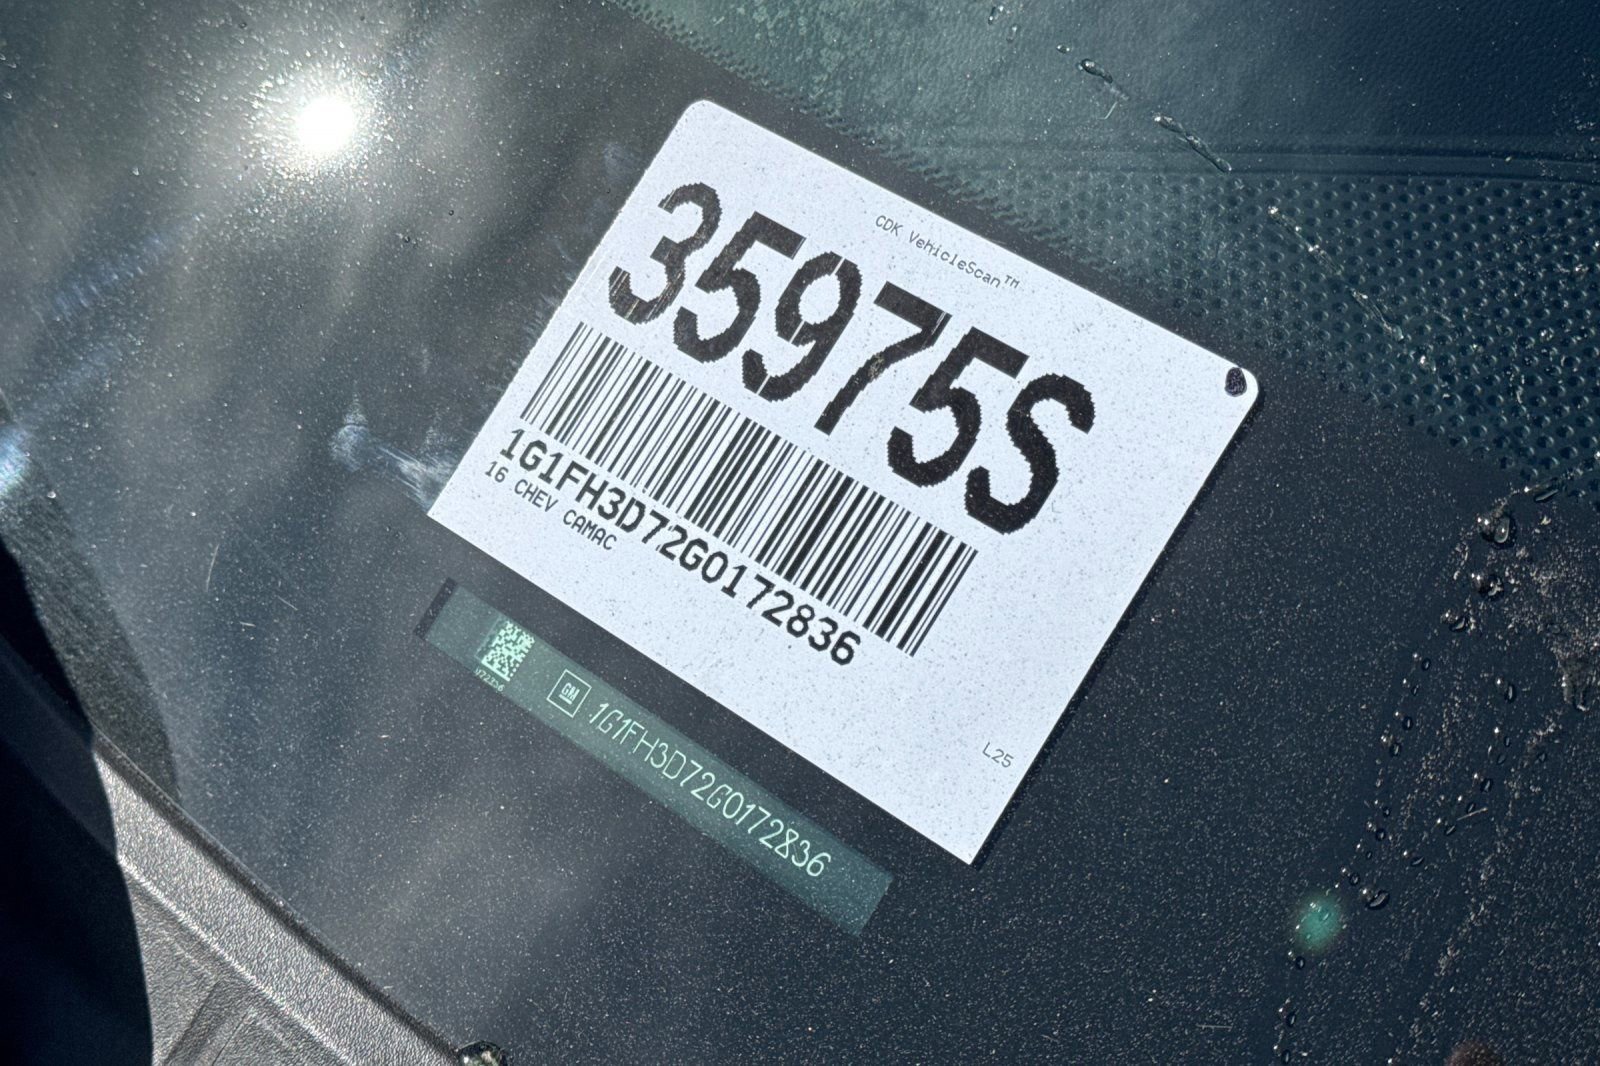 CDK VehicleScan™
35975S
1G1FH3D72G0172836
16 CHEV CAMAC
L25
GM
1G1FH3D72G0172836